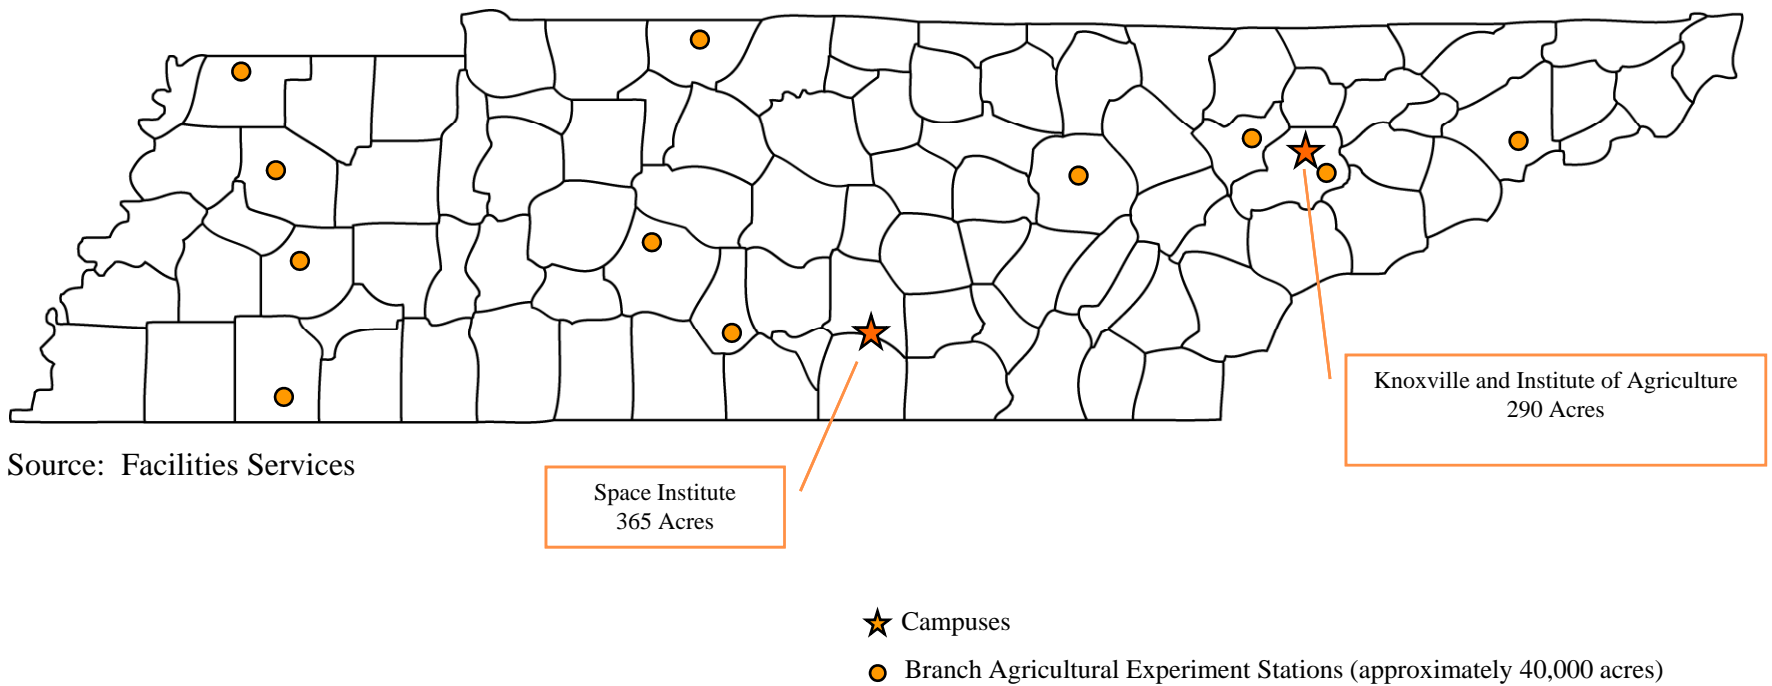 Knoxville and Institute of Agriculture
290 Acres
Source: Facilities Services
Space Institute
365 Acres
Campuses
Branch Agricultural Experiment Stations (approximately 40,000 acres)